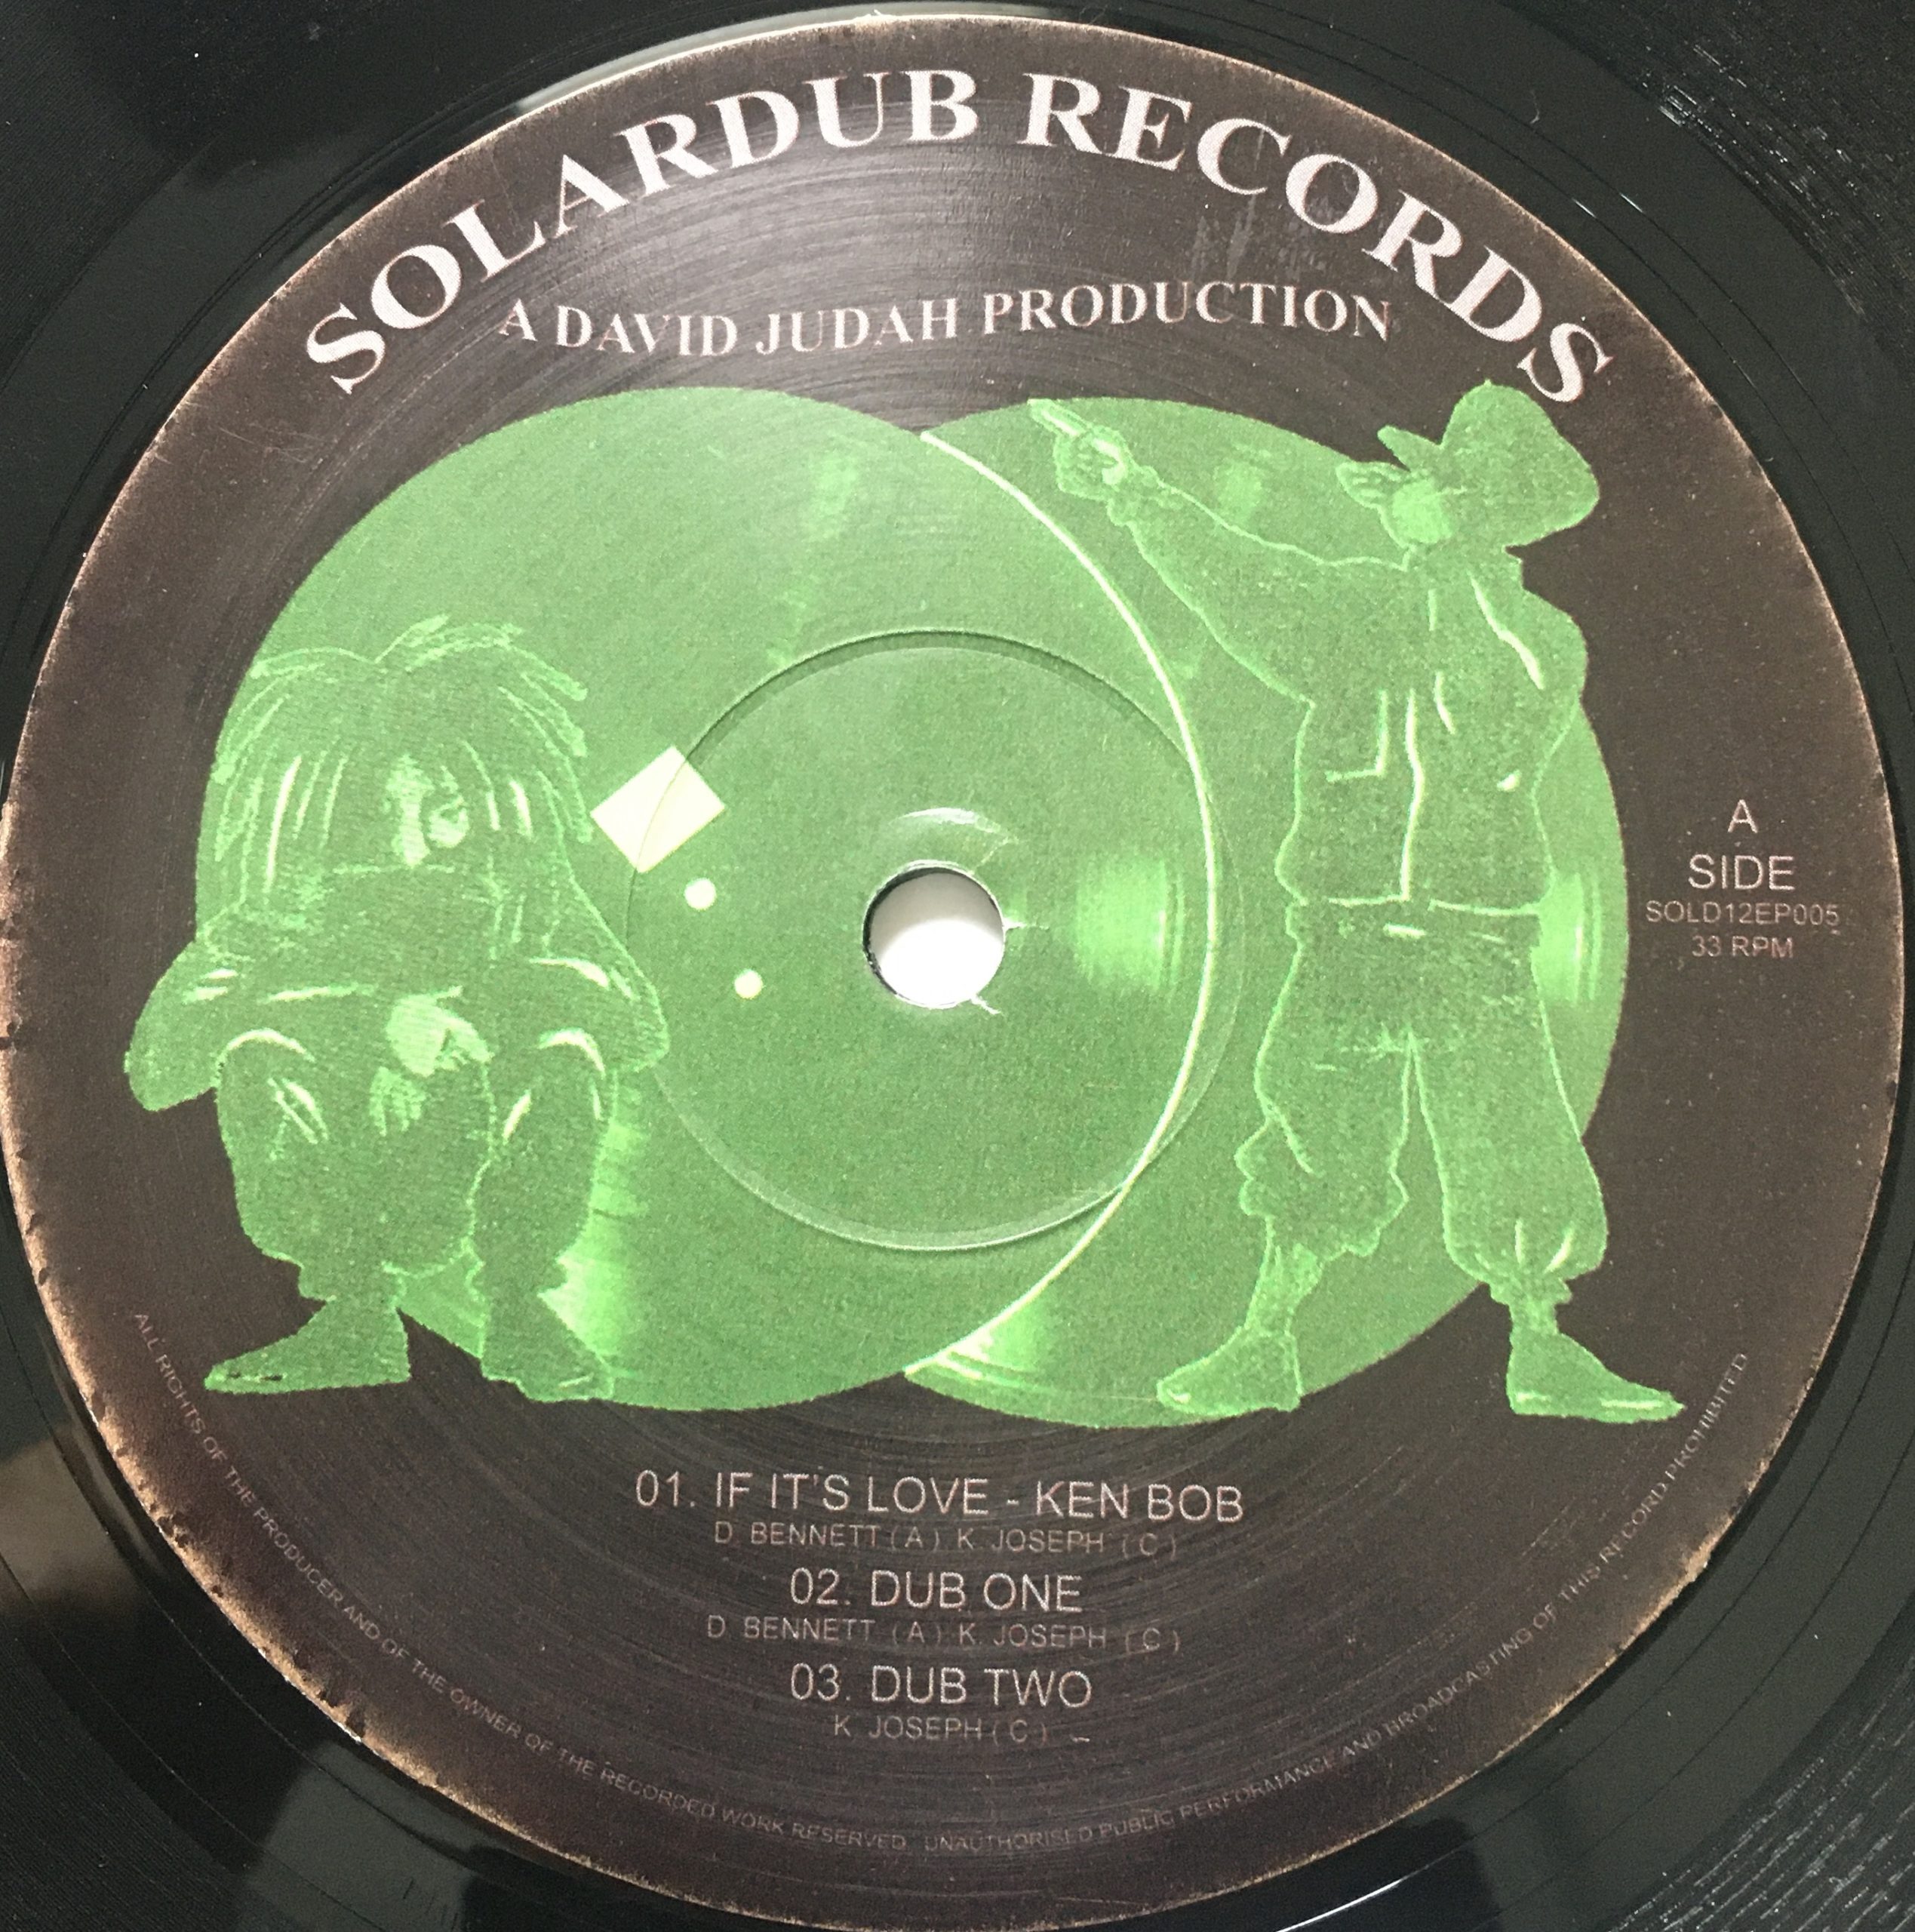 SOLARDUB RECORDS
A DAVID JUDAH PRODUCTION
A
SIDE
SOLD12EP005
33 RPM
01. IF IT'S LOVE - KEN BOB
D. BENNETT ( A ) K. JOSEPH ( C )
02. DUB ONE
D. BENNETT ( A ) K. JOSEPH ( C )
03. DUB TWO
K. JOSEPH ( C )
ALL RIGHTS OF THE PRODUCER AND OF THE OWNER OF THE RECORDED WORK RESERVED. UNAUTHORISED PUBLIC PERFORMANCE AND BROADCASTING OF THIS RECORD PROHIBITED